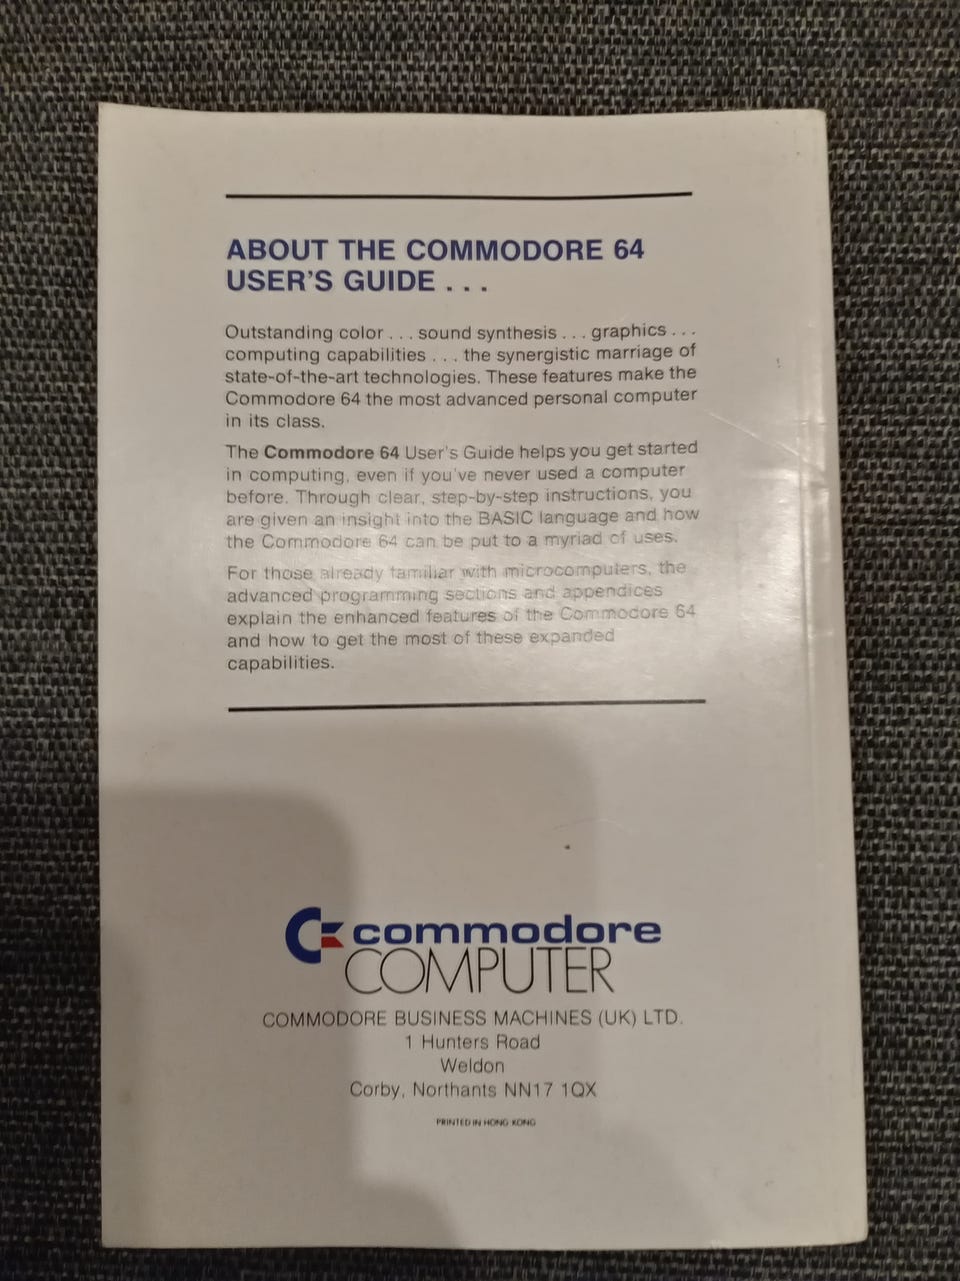 ABOUT THE COMMODORE 64
USER'S GUIDE . . .
Outstanding color . . . sound synthesis . . . graphics . . .
computing capabilities . . . the synergistic marriage of
state-of-the-art technologies. These features make the
Commodore 64 the most advanced personal computer
in its class.
The Commodore 64 User's Guide helps you get started
in computing, even if you've never used a computer
before. Through clear, step-by-step instructions, you
are given an insight into the BASIC language and how
the Commodore 64 can be put to a myriad of uses.
For those already familiar with microcomputers, the
advanced programming sections and appendices
explain the enhanced features of the Commodore 64
and how to get the most of these expanded
capabilities.
commodore
COMPUTER
COMMODORE BUSINESS MACHINES (UK) LTD.
1 Hunters Road
Weldon
Corby, Northants NN17 1QX
PRINTED IN HONG KONG